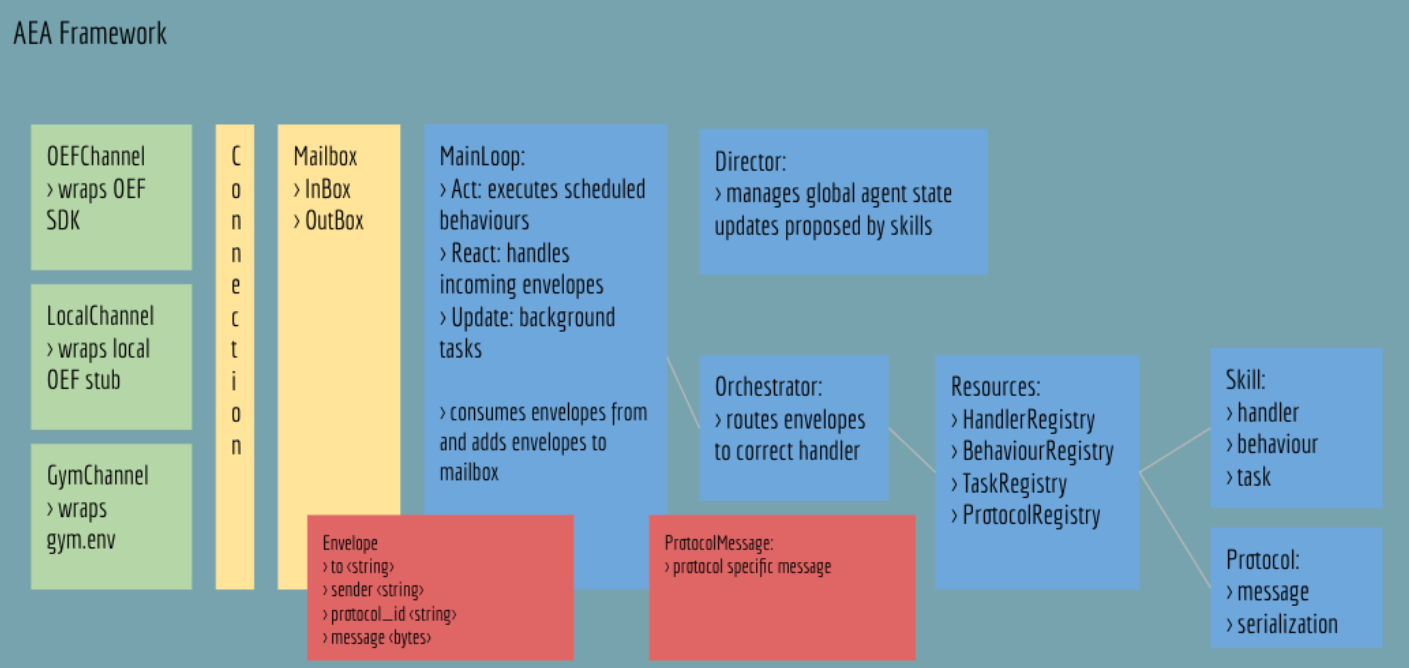 AEA Framework
OEFChannel
> wraps OEF
SDK
LocalChannel
> wraps local
OEF stub
GymChannel
> wraps
gym.env
C
o
n
n
e
c
t
i
o
n
Mailbox
> InBox
> OutBox
MainLoop:
> Act: executes scheduled
behaviours
> React: handles
incoming envelopes
> Update: background
tasks
> consumes envelopes from
and adds envelopes to
mailbox
Envelope
> to <string>
> sender <string>
> protocol_id <string>
> message <bytes>
Director:
> manages global agent state
updates proposed by skills
Orchestrator:
> routes envelopes
to correct handler
ProtocolMessage:
> protocol specific message
Resources:
> HandlerRegistry
> BehaviourRegistry
> TaskRegistry
> ProtocolRegistry
Skill:
> handler
> behaviour
> task
Protocol:
> message
> serialization